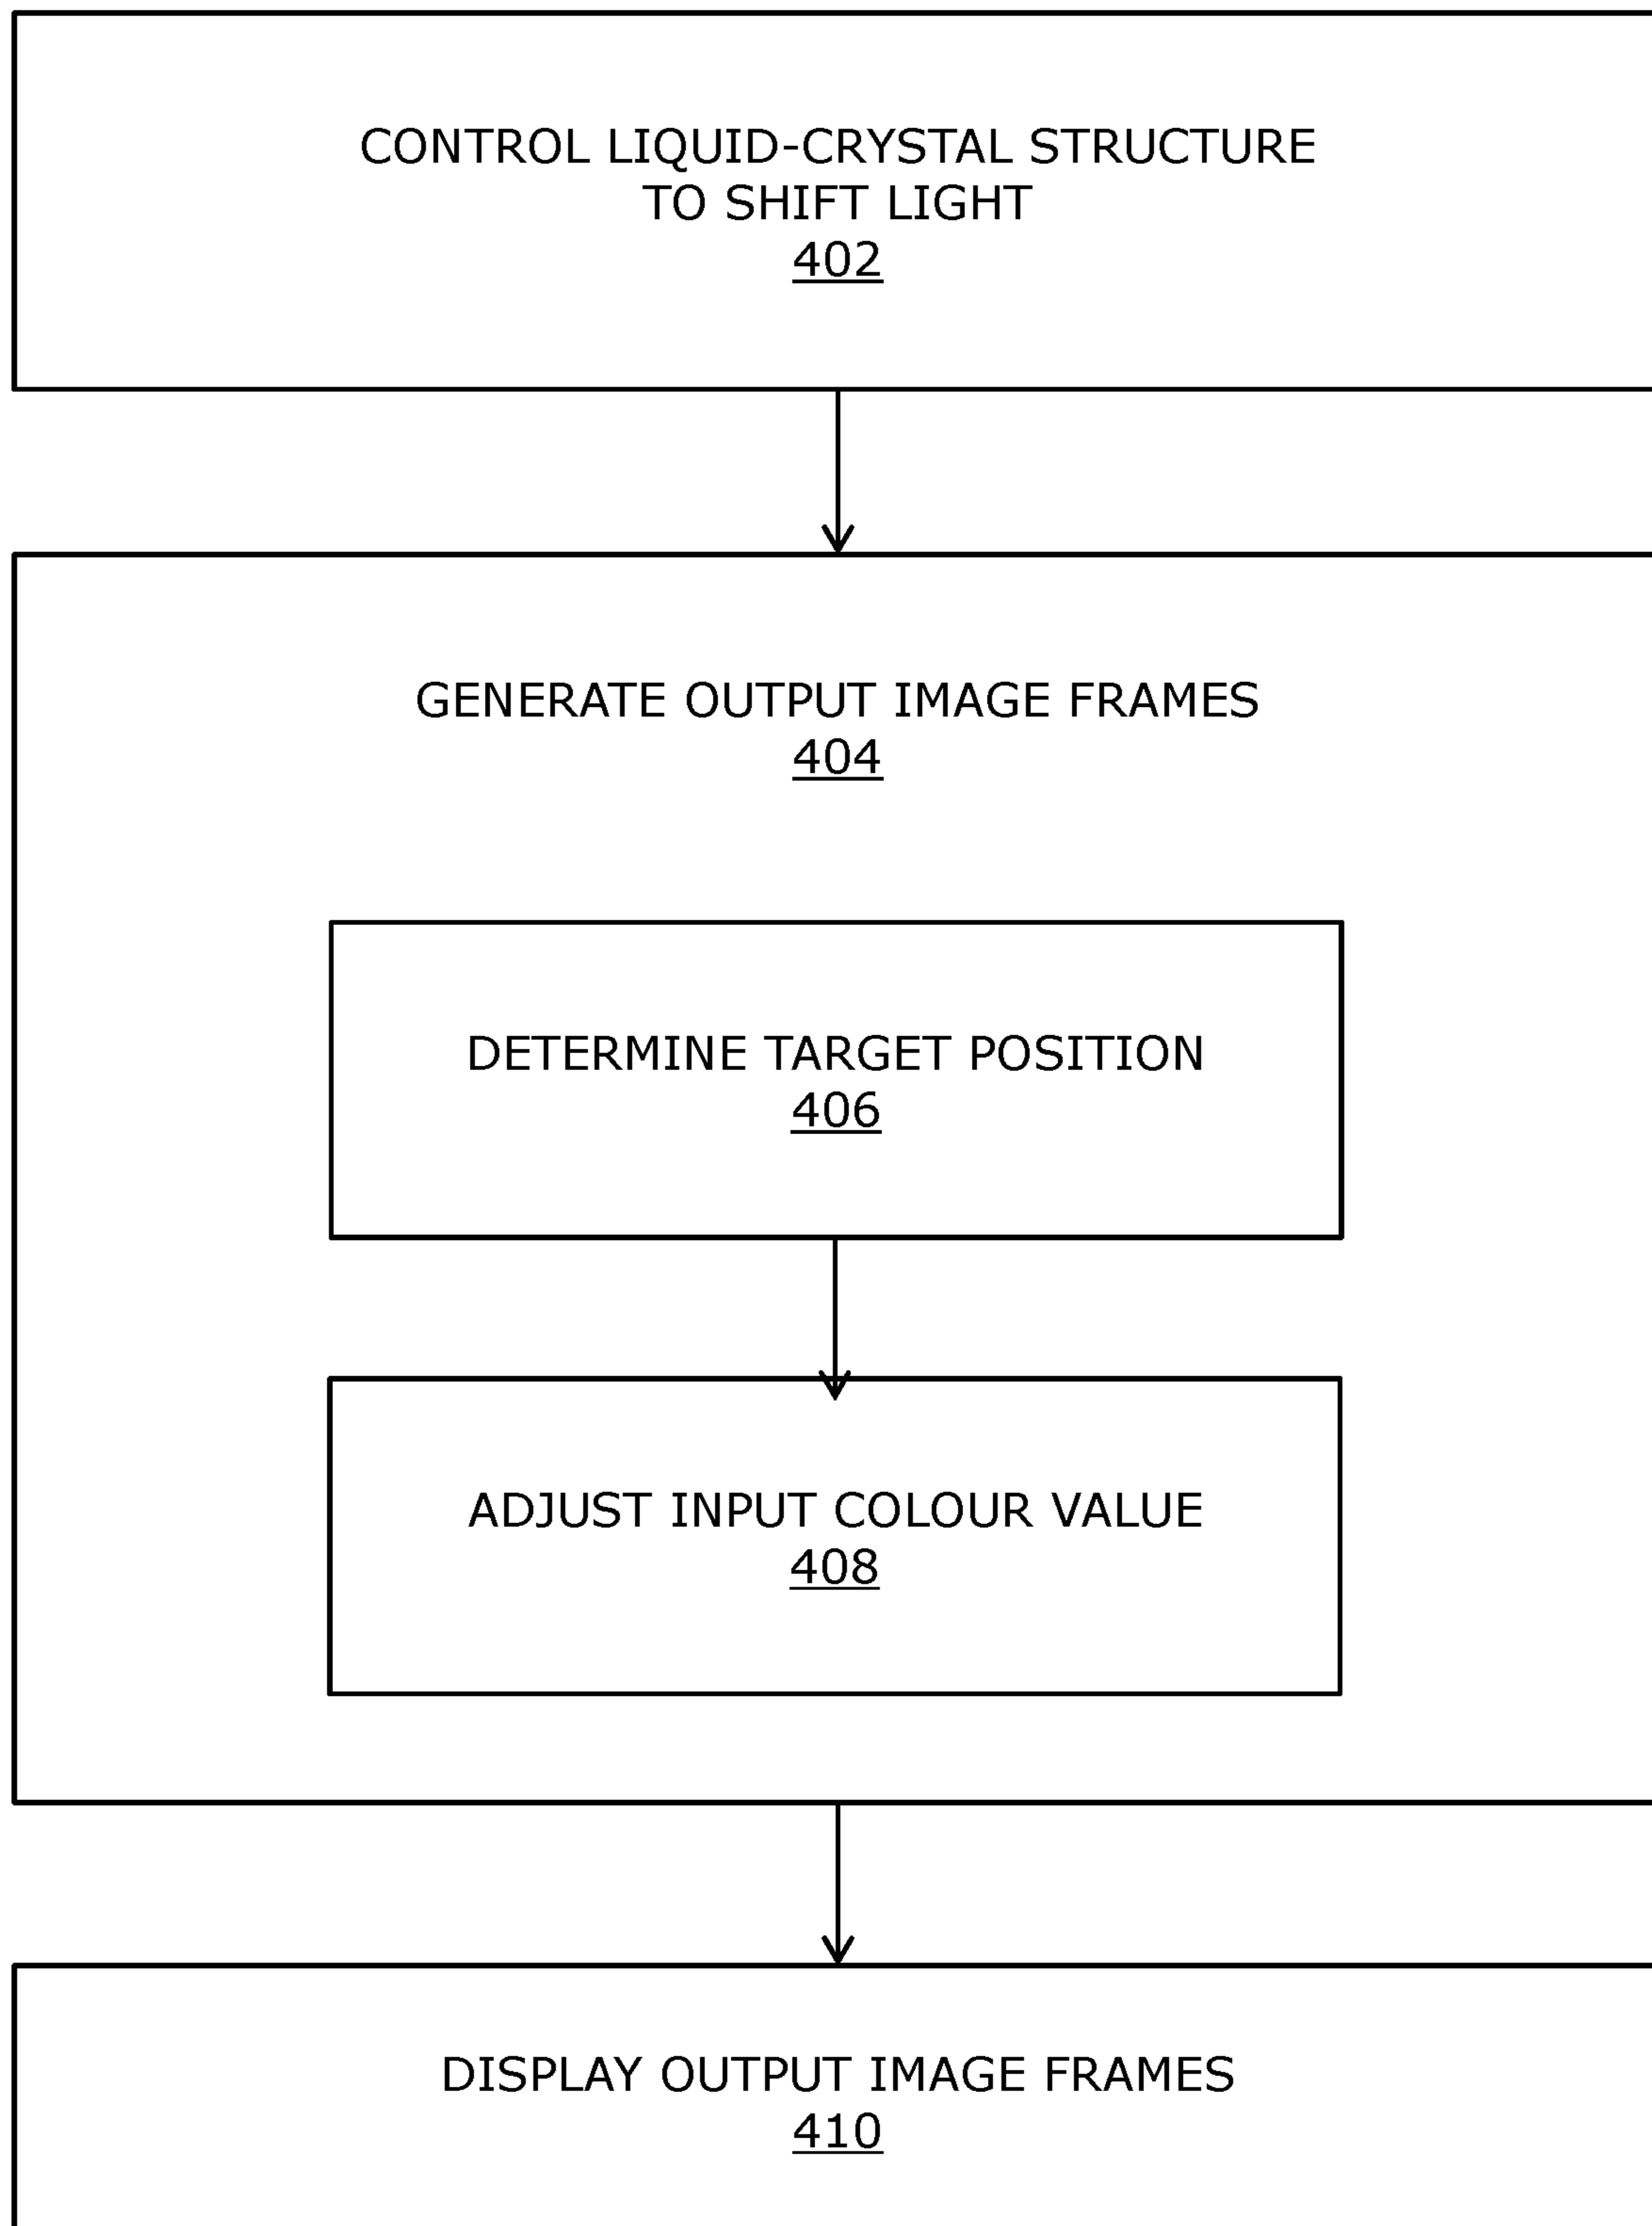 CONTROL LIQUID-CRYSTAL STRUCTURE
TO SHIFT LIGHT
402
GENERATE OUTPUT IMAGE FRAMES
404
DETERMINE TARGET POSITION
406
ADJUST INPUT COLOUR VALUE
408
DISPLAY OUTPUT IMAGE FRAMES
410